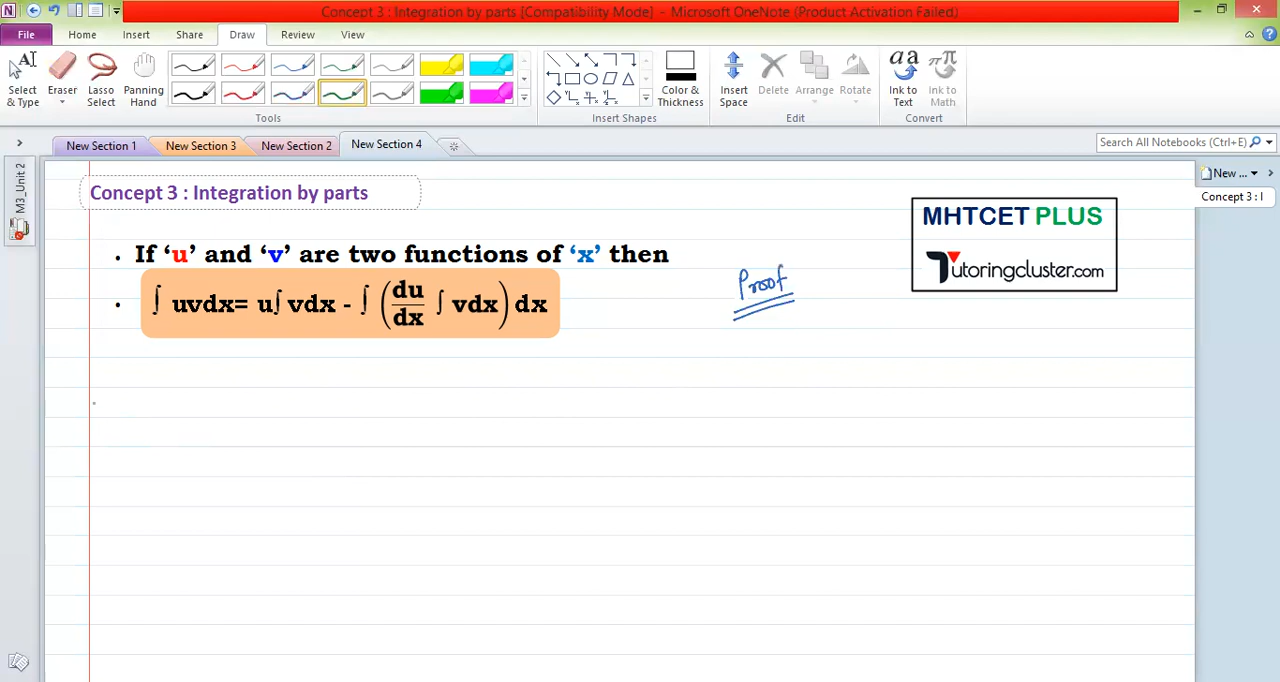 Concept 3 : Integration by parts [Compatibility Mode] - Microsoft OneNote (Product Activation Failed)
File Home Insert Share Draw Review View
Select & Type Eraser Lasso Select Panning Hand Color & Thickness Insert Space Delete Arrange Rotate Ink to Text Ink to Math
Tools Insert Shapes Edit Convert
New Section 1 New Section 3 New Section 2 New Section 4 Search All Notebooks (Ctrl+E)
M3_Unit 2
New ...
Concept 3 : I
Concept 3 : Integration by parts
MHTCET PLUS
Tutoringcluster.com
. If ‘u’ and ‘v’ are two functions of ‘x’ then
Proof
· ∫ uvdx= u∫ vdx - ∫ (du/dx ∫ vdx) dx